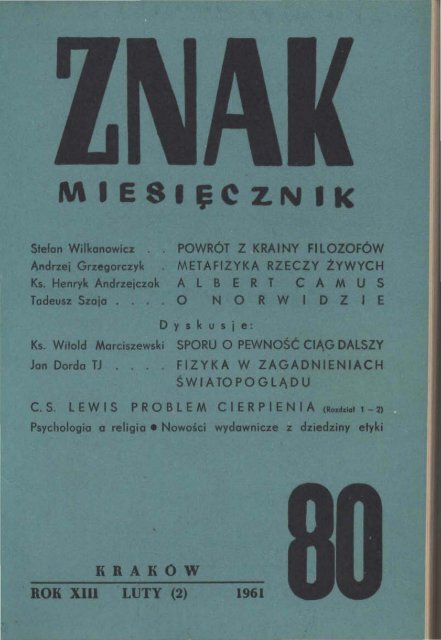 ZNAK
MIESIĘCZNIK
Stefan Wilkanowicz . . POWRÓT Z KRAINY FILOZOFÓW
Andrzej Grzegorczyk . METAFIZYKA RZECZY ŻYWYCH
Ks. Henryk Andrzejczak ALBERT CAMUS
Tadeusz Szaja . . . . O NORWIDZIE
Dyskusje:
Ks. Witold Marciszewski SPORU O PEWNOŚĆ CIĄG DALSZY
Jan Dorda TJ . . . . FIZYKA W ZAGADNIENIACH
ŚWIATOPOGLĄDU
C. S. LEWIS PROBLEM CIERPIENIA (Rozdział 1 – 2)
Psychologia a religia ● Nowości wydawnicze z dziedziny etyki
KRAKÓW
ROK XIII LUTY (2) 1961
80